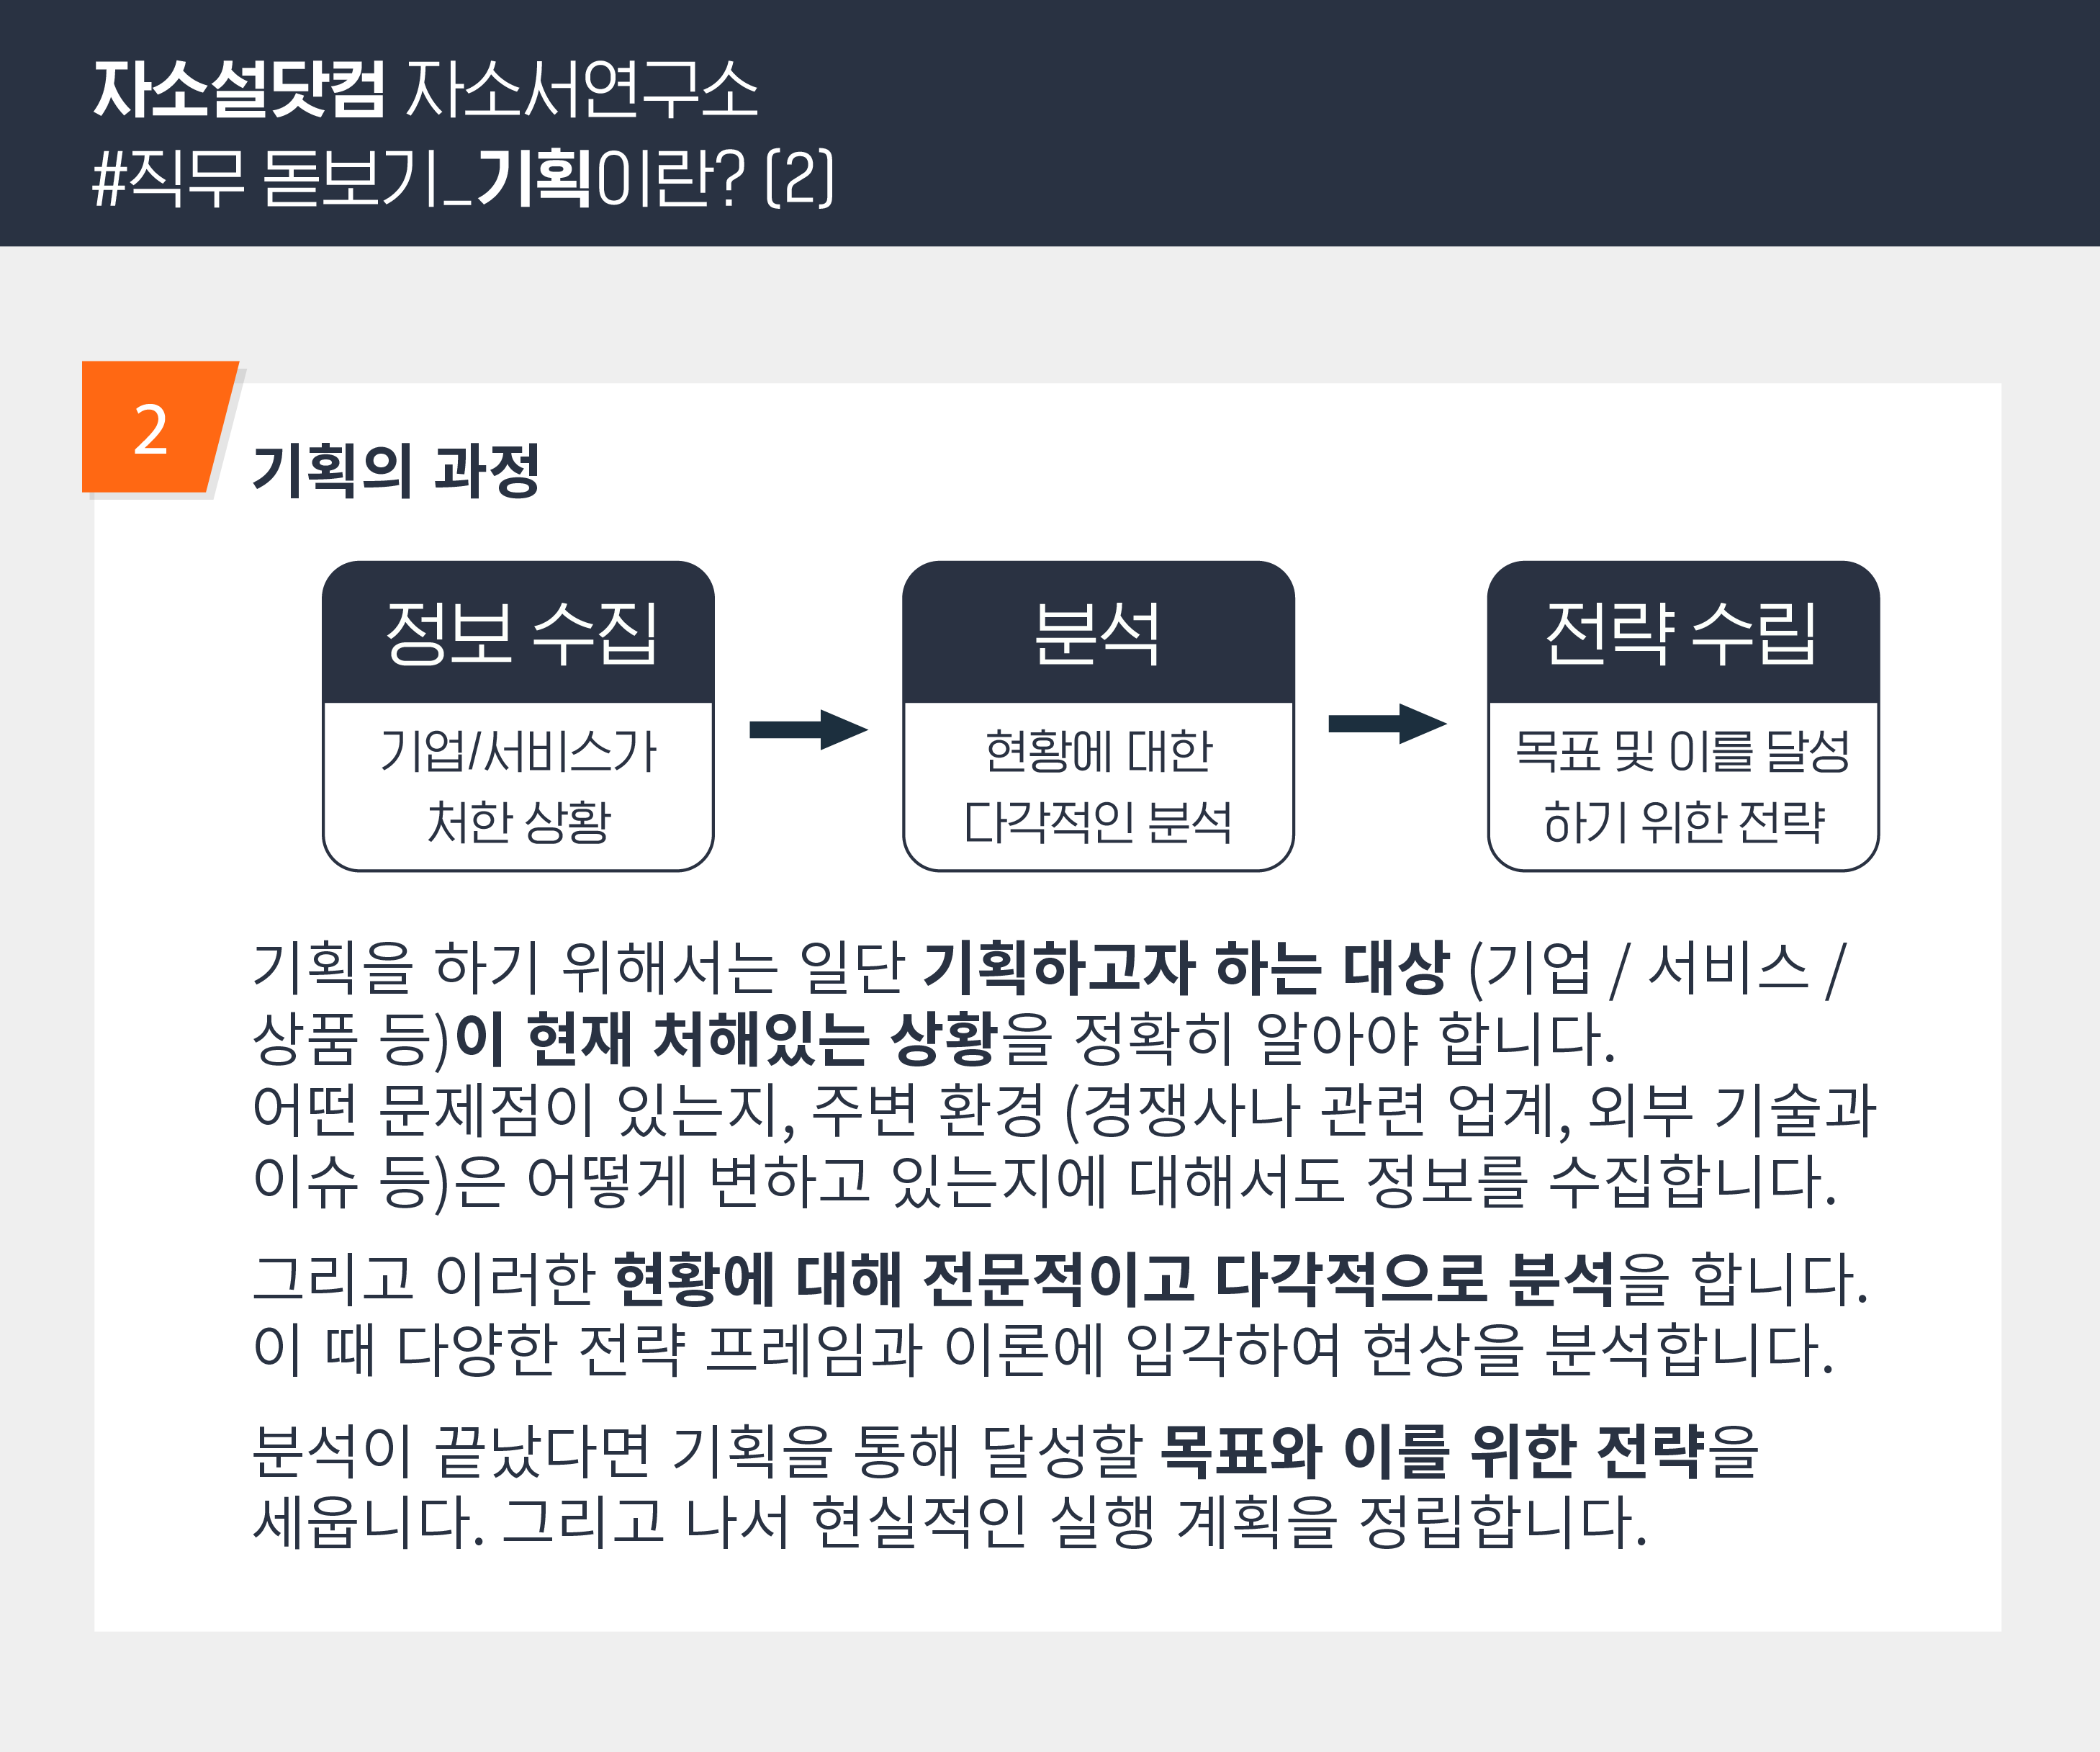 자소설닷컴 자소서연구소
#직무 돋보기_기획이란? (2)
2
기획의 과정
정보 수집
기업/서비스가
처한 상황
분석
현황에 대한
다각적인 분석
전략 수립
목표 및 이를 달성
하기 위한 전략
기획을 하기 위해서는 일단 기획하고자 하는 대상 (기업 / 서비스 /
상품 등)이 현재 처해있는 상황을 정확히 알아야 합니다.
어떤 문제점이 있는지, 주변 환경 (경쟁사나 관련 업계, 외부 기술과
이슈 등)은 어떻게 변하고 있는지에 대해서도 정보를 수집합니다.
그리고 이러한 현황에 대해 전문적이고 다각적으로 분석을 합니다.
이 때 다양한 전략 프레임과 이론에 입각하여 현상을 분석합니다.
분석이 끝났다면 기획을 통해 달성할 목표와 이를 위한 전략을
세웁니다. 그리고 나서 현실적인 실행 계획을 정립합니다.